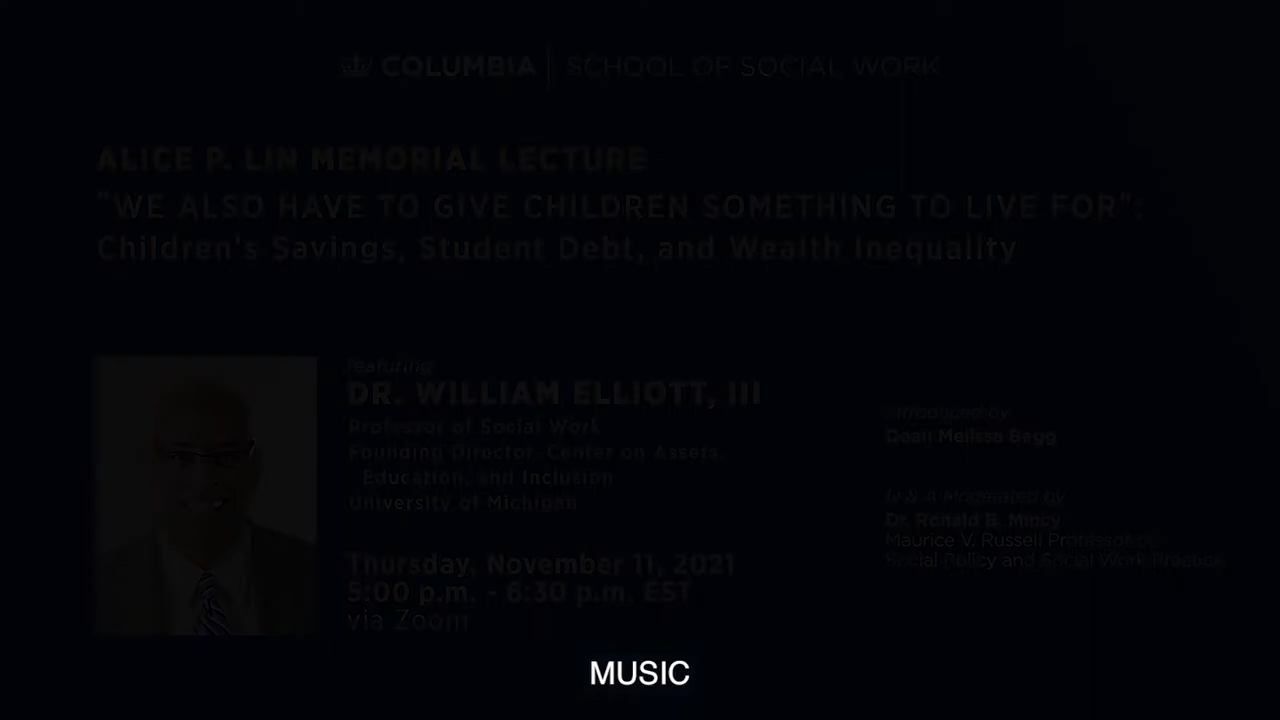 COLUMBIA | SCHOOL OF SOCIAL WORK
ALICE P. LIN MEMORIAL LECTURE
"WE ALSO HAVE TO GIVE CHILDREN SOMETHING TO LIVE FOR":
Children's Savings, Student Debt, and Wealth Inequality
featuring
DR. WILLIAM ELLIOTT, III
Professor of Social Work
Founding Director, Center on Assets,
Education, and Inclusion
University of Michigan
Thursday, November 11, 2021
5:00 p.m. - 6:30 p.m. EST
via Zoom
Introduced by
Dean Melissa Begg
Q & A Moderated by
Dr. Ronald B. Mincy
Maurice V. Russell Professor of
Social Policy and Social Work Practice
MUSIC